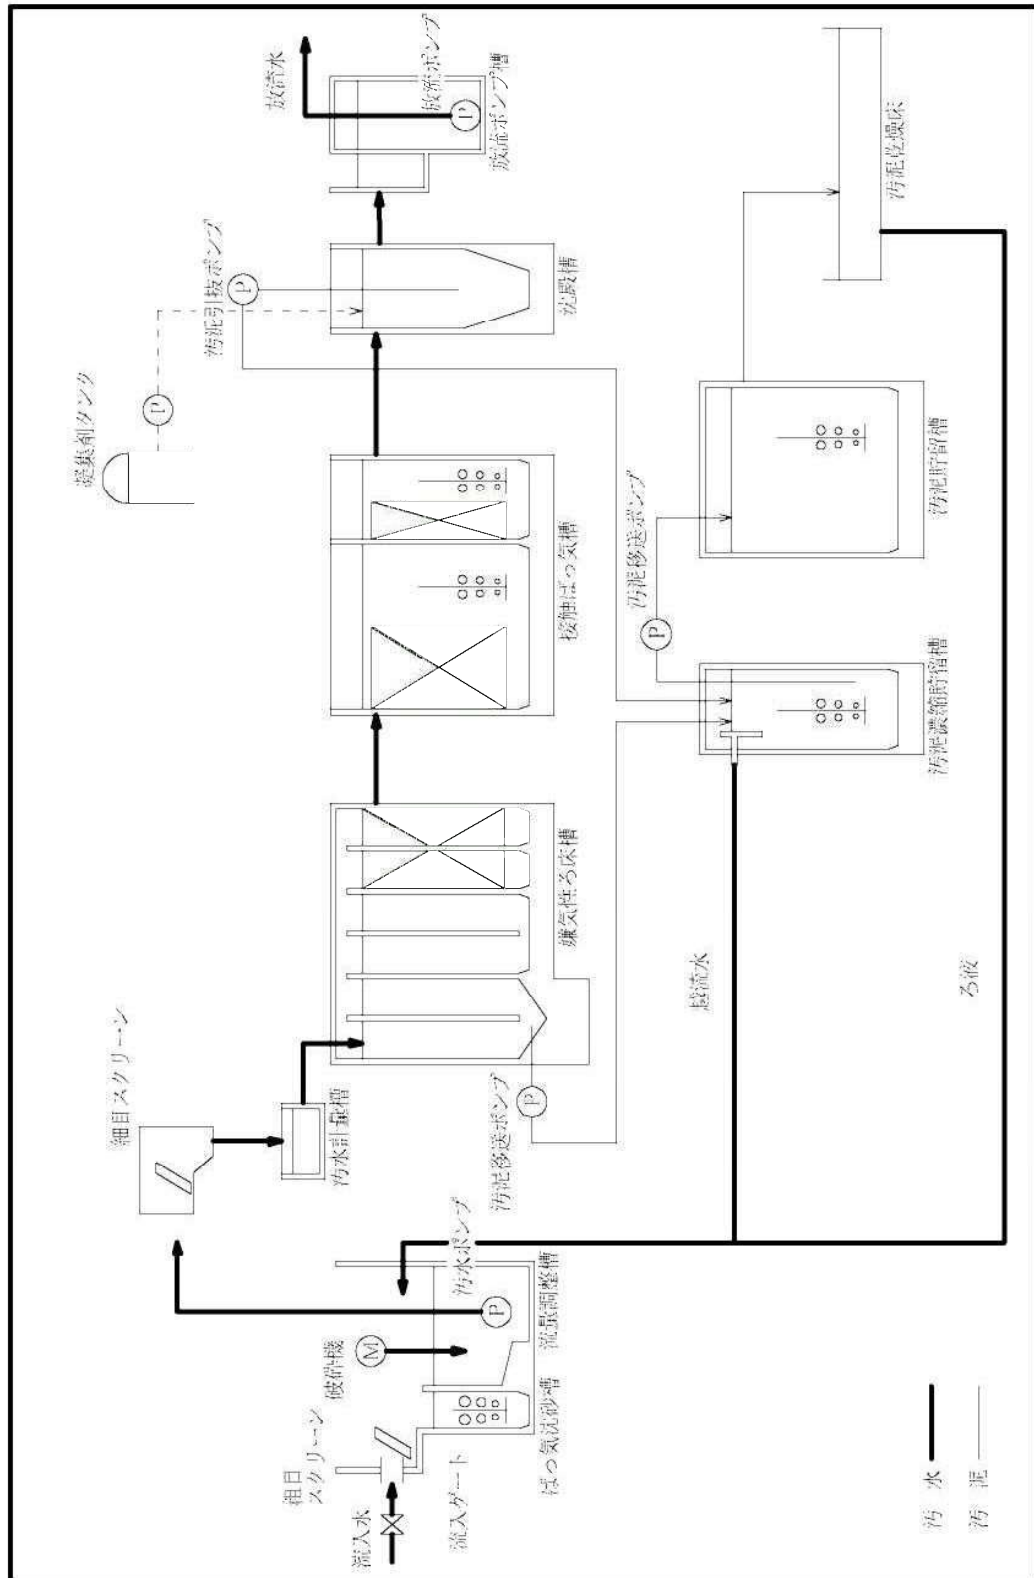 流入水
流入ゲート
粗目
スクリーン
破砕機
M
ばっ気沈砂槽
P
汚水ポンプ
流量調整槽
細目スクリーン
汚水計量槽
P
汚泥移送ポンプ
嫌気性ろ床槽
接触ばっ気槽
凝集剤タンク
P
汚泥引抜ポンプ
P
沈殿槽
放流水
放流ポンプ
P
放流ポンプ槽
越流水
汚泥濃縮貯留槽
P
汚泥移送ポンプ
汚泥貯留槽
汚泥乾燥床
ろ液
汚 水
汚 泥